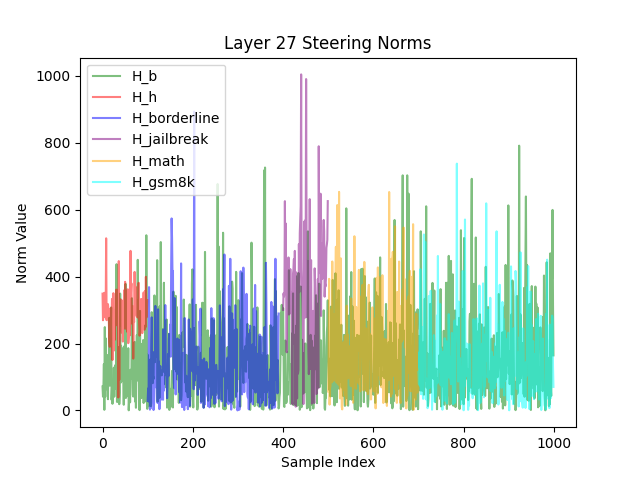 Layer 27 Steering Norms
H_b
H_h
H_borderline
H_jailbreak
H_math
H_gsm8k
Norm Value
1000
800
600
400
200
0
0 200 400 600 800 1000
Sample Index